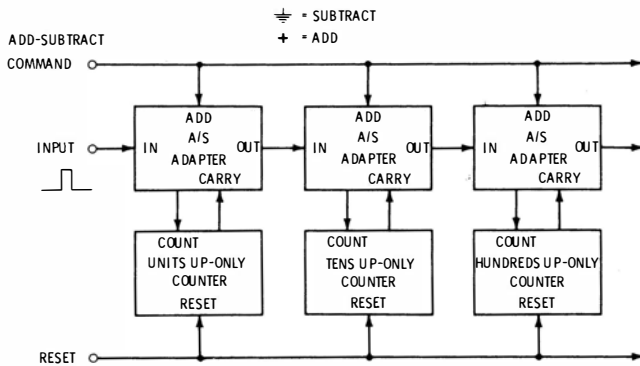 ⏚ = SUBTRACT
+ = ADD
ADD-SUBTRACT
COMMAND
INPUT
ADD
A/S
IN OUT
ADAPTER
CARRY
ADD
A/S
IN OUT
ADAPTER
CARRY
ADD
A/S
IN OUT
ADAPTER
CARRY
COUNT
UNITS UP-ONLY
COUNTER
RESET
COUNT
TENS UP-ONLY
COUNTER
RESET
COUNT
HUNDREDS UP-ONLY
COUNTER
RESET
RESET